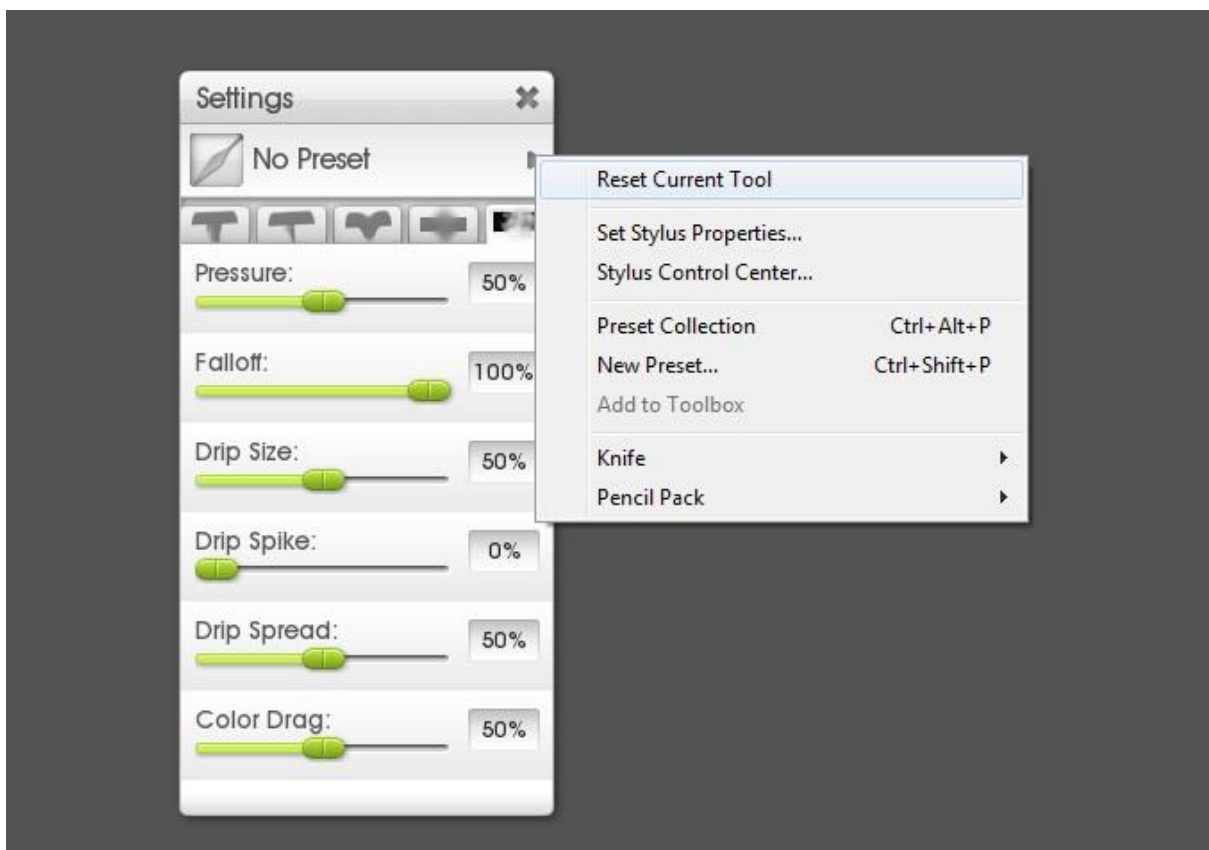 Settings
No Preset
Reset Current Tool
Set Stylus Properties...
Stylus Control Center...
Preset Collection Ctrl+Alt+P
New Preset... Ctrl+Shift+P
Add to Toolbox
Knife
Pencil Pack
Pressure: 50%
Falloff: 100%
Drip Size: 50%
Drip Spike: 0%
Drip Spread: 50%
Color Drag: 50%